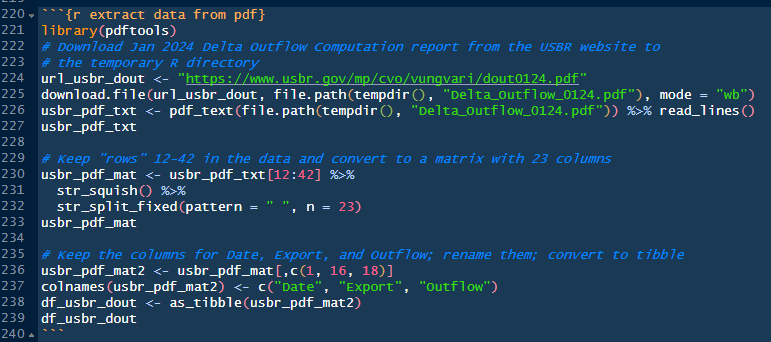 220 ```{r extract data from pdf}
221 library(pdftools)
222 # Download Jan 2024 Delta Outflow Computation report from the USBR website to
223 # the temporary R directory
224 url_usbr_dout <- "https://www.usbr.gov/mp/cvo/vungvari/dout0124.pdf"
225 download.file(url_usbr_dout, file.path(tempdir(), "Delta_Outflow_0124.pdf"), mode = "wb")
226 usbr_pdf_txt <- pdf_text(file.path(tempdir(), "Delta_Outflow_0124.pdf")) %>% read_lines()
227 usbr_pdf_txt
228
229 # Keep "rows" 12-42 in the data and convert to a matrix with 23 columns
230 usbr_pdf_mat <- usbr_pdf_txt[12:42] %>%
231   str_squish() %>%
232   str_split_fixed(pattern = " ", n = 23)
233 usbr_pdf_mat
234
235 # Keep the columns for Date, Export, and Outflow; rename them; convert to tibble
236 usbr_pdf_mat2 <- usbr_pdf_mat[,c(1, 16, 18)]
237 colnames(usbr_pdf_mat2) <- c("Date", "Export", "Outflow")
238 df_usbr_dout <- as_tibble(usbr_pdf_mat2)
239 df_usbr_dout
240 ```